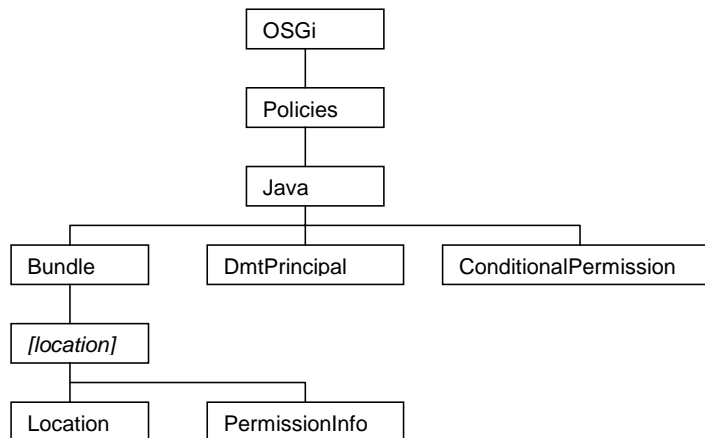 OSGi
Policies
Java
Bundle
DmtPrincipal
ConditionalPermission
[location]
Location
PermissionInfo